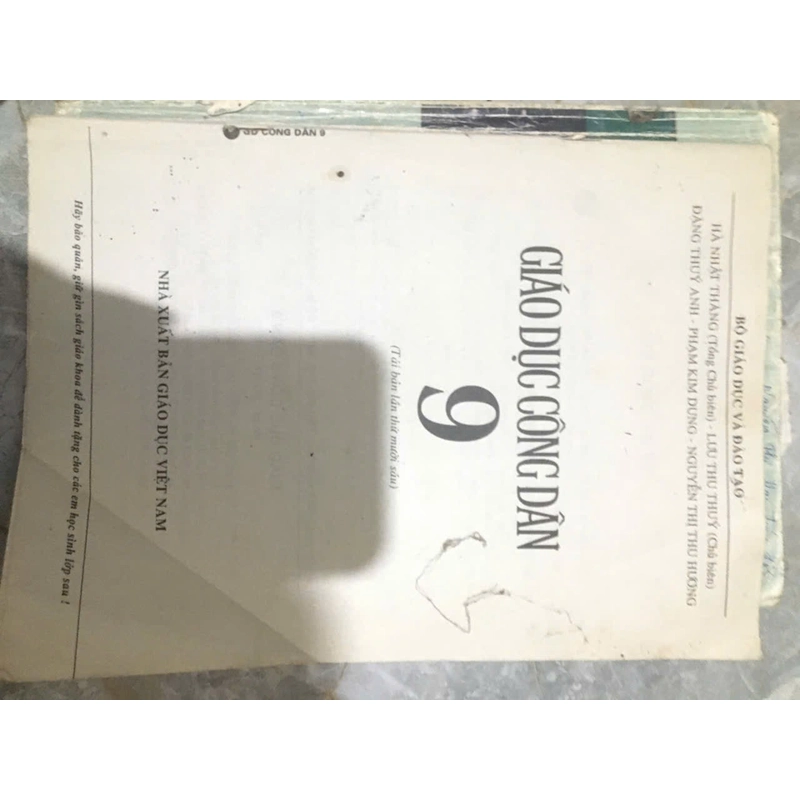 BỘ GIÁO DỤC VÀ ĐÀO TẠO
HÀ NHẬT THĂNG (Tổng Chủ biên) - LƯU THU THUỶ (Chủ biên)
ĐẶNG THUÝ ANH - PHẠM KIM DUNG - NGUYỄN THỊ THU HƯƠNG
GIÁO DỤC CÔNG DÂN
9
(Tái bản lần thứ mười sáu)
NHÀ XUẤT BẢN GIÁO DỤC VIỆT NAM
Hãy bảo quản, giữ gìn sách giáo khoa để dành tặng cho các em học sinh lớp sau !
GD CÔNG DÂN 9